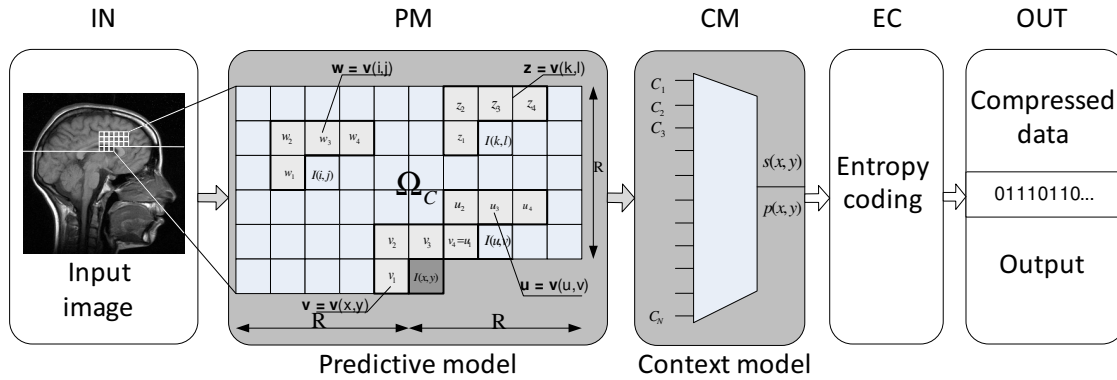 IN
PM
CM
EC
OUT
w = v(i,j)
z = v(k,l)
z2 z3 z4
w2 w3 w4
z1 I(k,l)
w1 I(i,j)
ΩC
R
u2 u3 u4
v2 v3 v4=u1 I(u,v)
v1 I(x,y)
v = v(x,y)
u = v(u,v)
R R
Input
image
Predictive model
C1
C2
C3
CN
s(x, y)
p(x, y)
Context model
Entropy
coding
Compressed
data
01110110...
Output